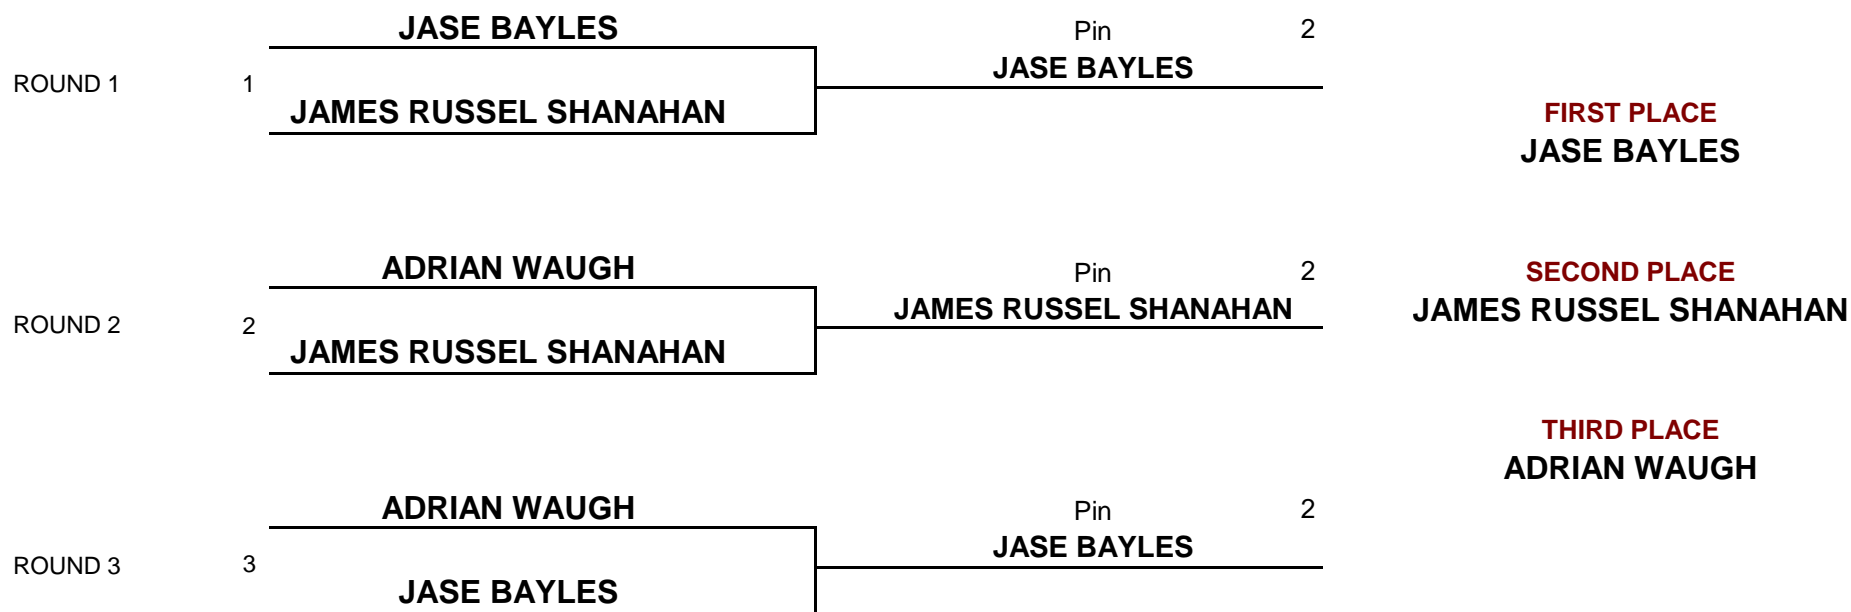 JASE BAYLES
Pin 2
ROUND 1 1
JASE BAYLES
JAMES RUSSEL SHANAHAN
FIRST PLACE
JASE BAYLES
ADRIAN WAUGH
Pin 2
SECOND PLACE
ROUND 2 2
JAMES RUSSEL SHANAHAN
JAMES RUSSEL SHANAHAN
JAMES RUSSEL SHANAHAN
THIRD PLACE
ADRIAN WAUGH
ADRIAN WAUGH
Pin 2
ROUND 3 3
JASE BAYLES
JASE BAYLES